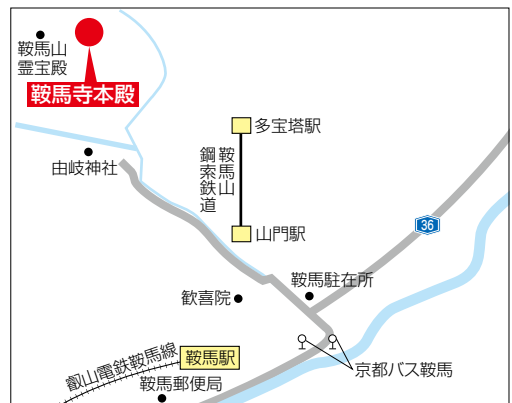 鞍馬山
霊宝殿
鞍馬寺本殿
多宝塔駅
由岐神社
鞍馬山
鋼索鉄道
山門駅
36
鞍馬駐在所
歓喜院
叡山電鉄鞍馬線
鞍馬駅
京都バス鞍馬
鞍馬郵便局